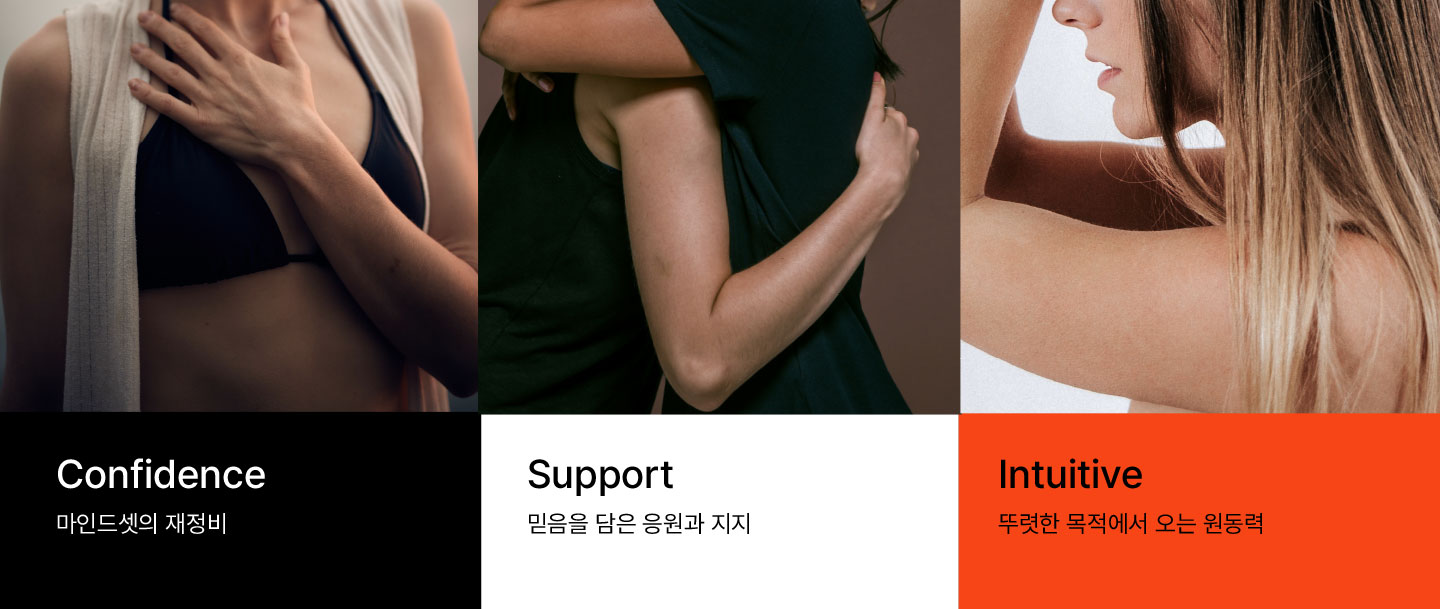 Confidence
마인드셋의 재정비
Support
믿음을 담은 응원과 지지
Intuitive
뚜렷한 목적에서 오는 원동력